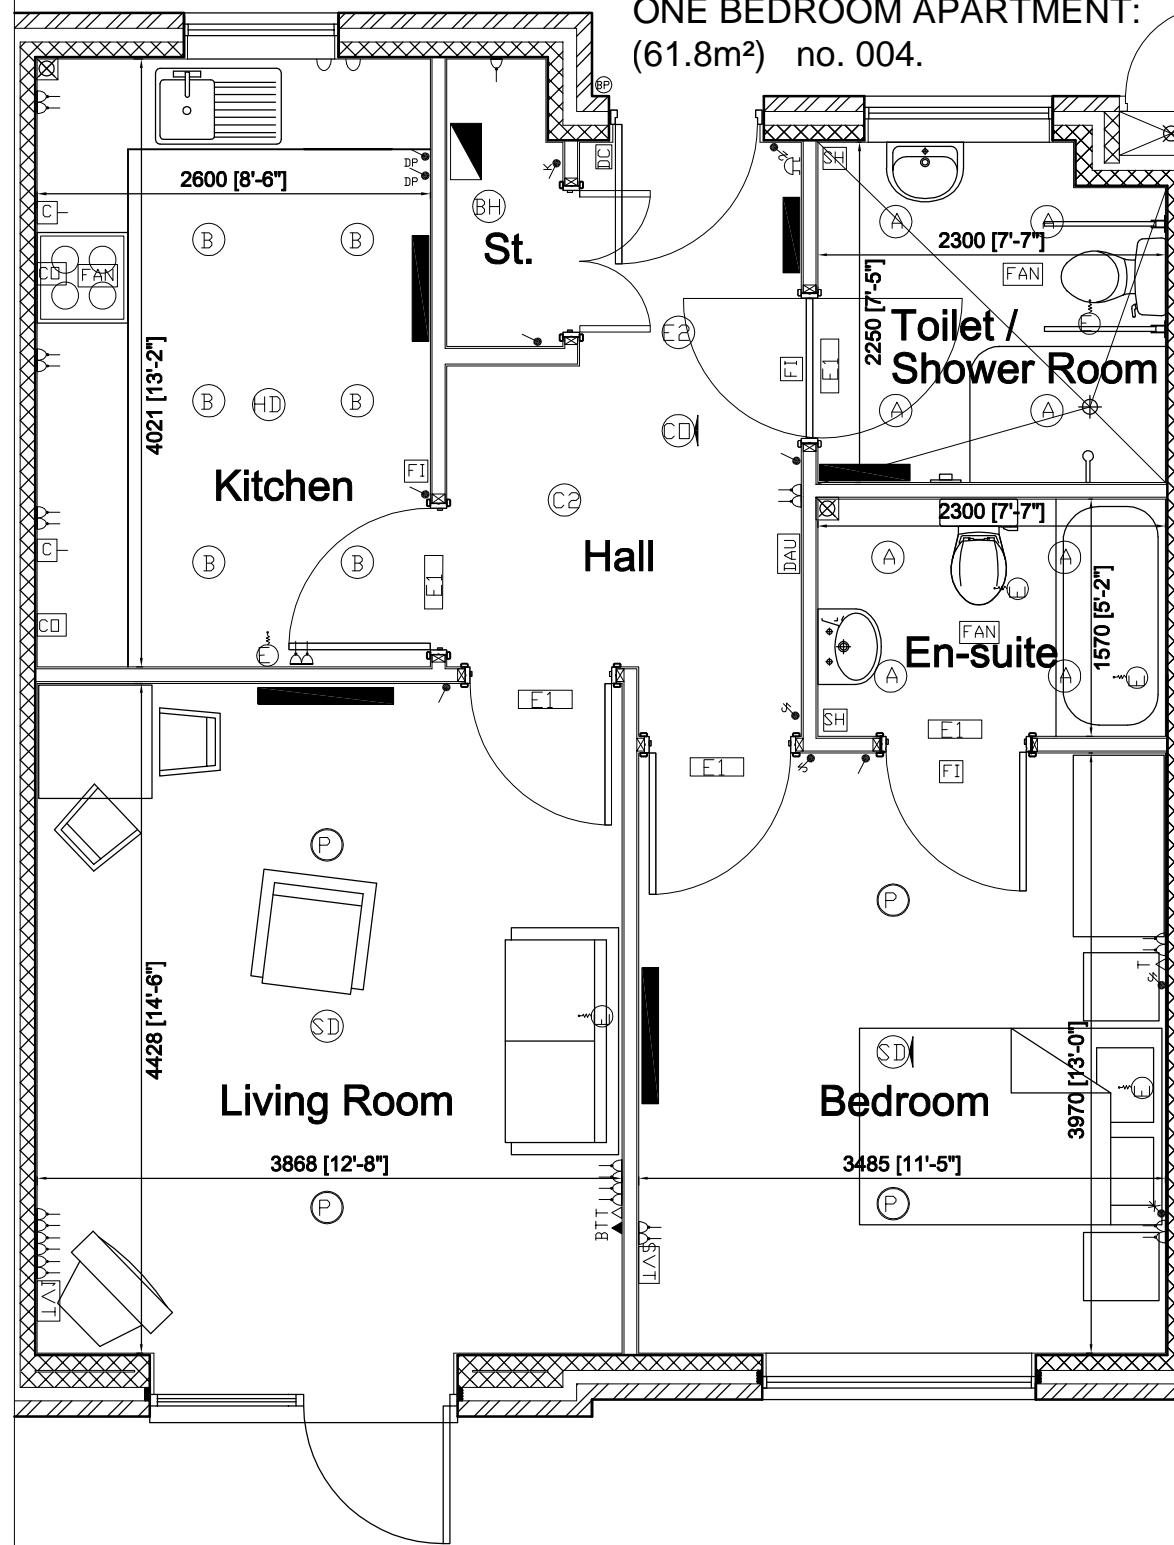 ONE BEDROOM APARTMENT:
(61.8m²) no. 004.
BP
DP
DP
2600 [8'-6"]
C
B
B
CO
FAN
4021 [13'-2"]
B
HD
B
Kitchen
FI
C
B
B
E1
CO
E
BH
St.
K
DC
E2
CO
C2
Hall
FI
E1
DAU
E1
E1
SH
A
A
2300 [7'-7"]
FAN
2250 [7'-5"]
E
Toilet /
Shower Room
A
A
2300 [7'-7"]
A
A
E
FAN
1570 [5'-2"]
En-suite
A
A
E
SH
E1
FI
P
4428 [14'-6"]
SD
E
Living Room
3868 [12'-8"]
P
BTT
IVT
P
T
SD
3970 [13'-0"]
E
Bedroom
3485 [11'-5"]
P
SVT